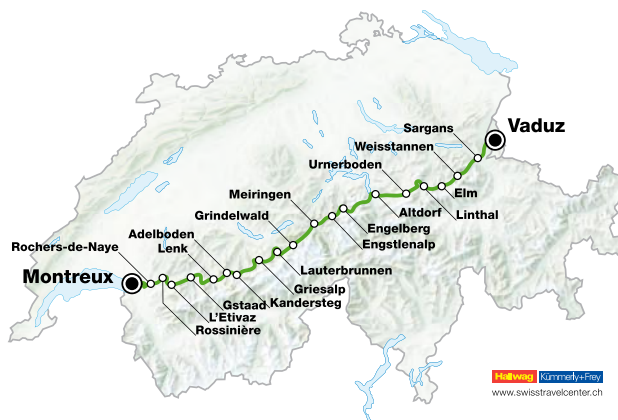 Sargans
Vaduz
Weisstannen
Urnerboden
Elm
Meiringen
Altdorf
Linthal
Grindelwald
Engelberg
Adelboden
Engstlenalp
Rochers-de-Naye
Lenk
Lauterbrunnen
Montreux
Griesalp
Gstaad
Kandersteg
L'Etivaz
Rossinière
Hallwag Kümmerly+Frey
www.swisstravelcenter.ch